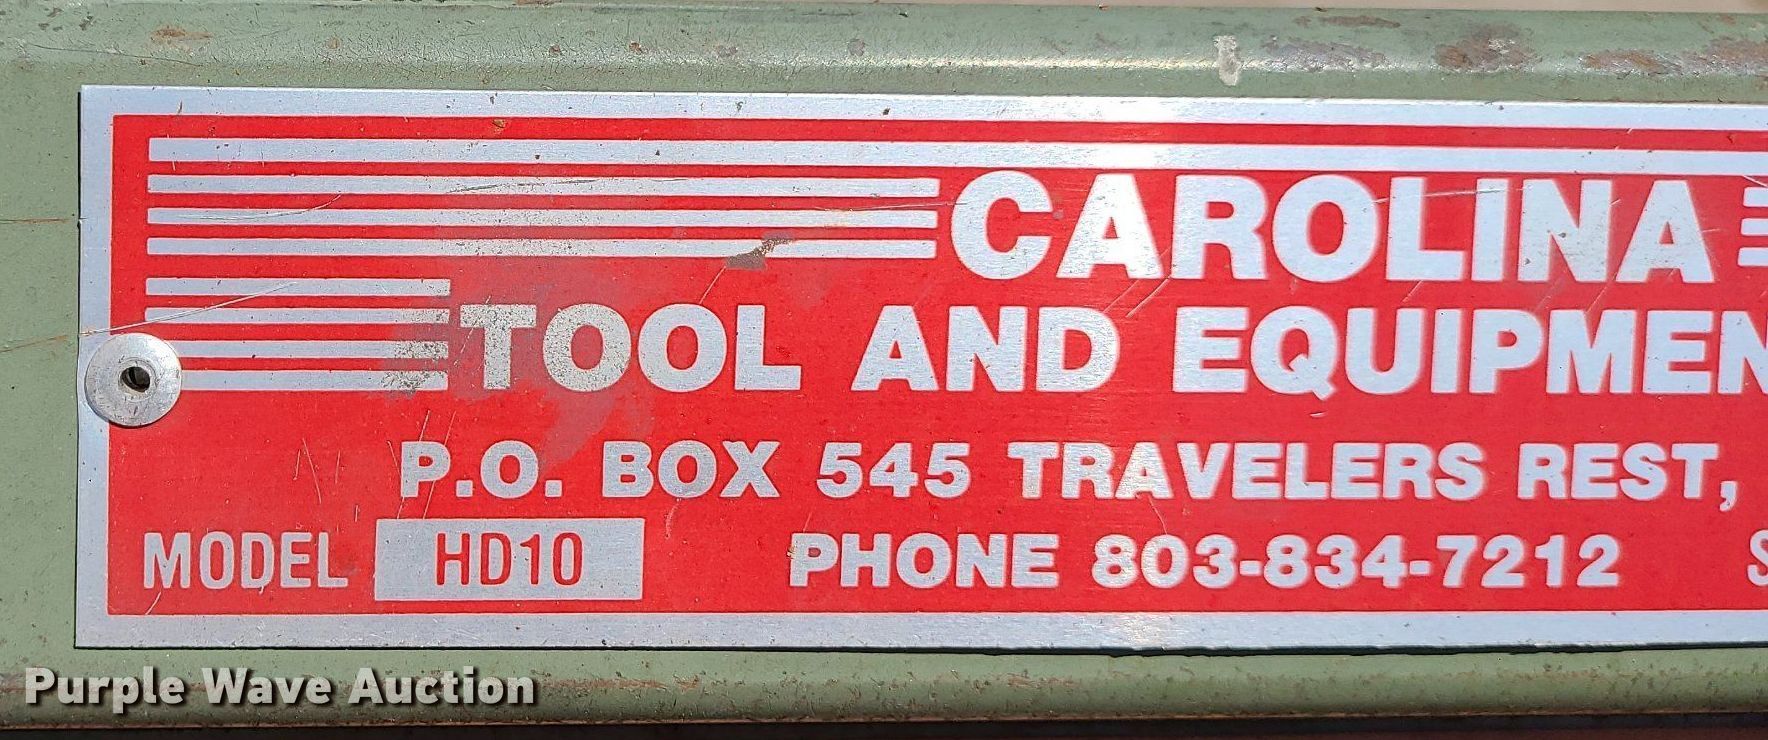 CAROLINA
TOOL AND EQUIPMEN
P.O. BOX 545 TRAVELERS REST,
MODEL HD10 PHONE 803-834-7212 S
Purple Wave Auction